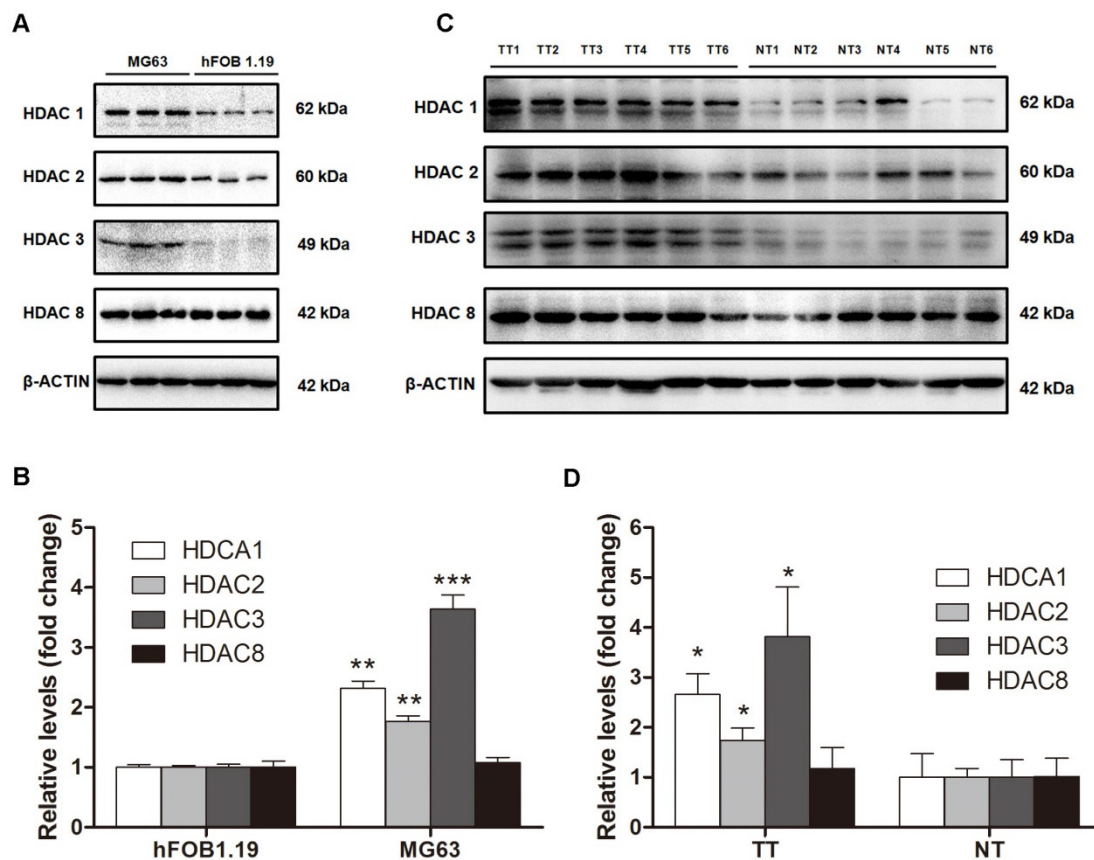 A
MG63 hFOB 1.19
HDAC 1 62 kDa
HDAC 2 60 kDa
HDAC 3 49 kDa
HDAC 8 42 kDa
β-ACTIN 42 kDa
C
TT1 TT2 TT3 TT4 TT5 TT6 NT1 NT2 NT3 NT4 NT5 NT6
HDAC 1 62 kDa
HDAC 2 60 kDa
HDAC 3 49 kDa
HDAC 8 42 kDa
β-ACTIN 42 kDa
B
Relative levels (fold change)
5
4
3
2
1
0
HDCA1
HDAC2
HDAC3
HDAC8
** ** ***
hFOB1.19 MG63
D
Relative levels (fold change)
6
5
4
3
2
1
0
* * *
HDCA1
HDAC2
HDAC3
HDAC8
TT NT